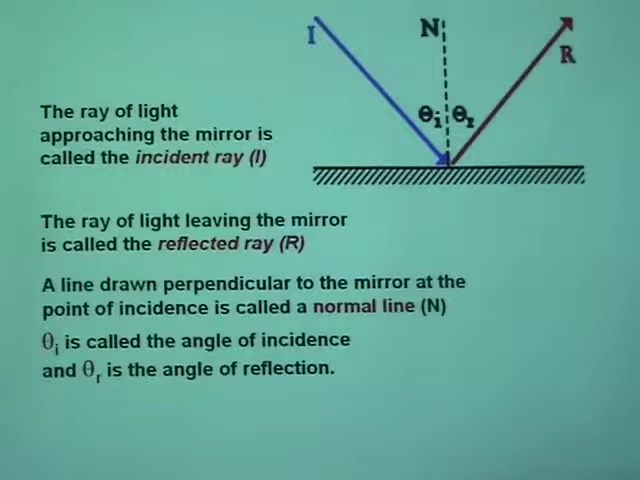 I N R
θi θr
The ray of light
approaching the mirror is
called the incident ray (I)
The ray of light leaving the mirror
is called the reflected ray (R)
A line drawn perpendicular to the mirror at the
point of incidence is called a normal line (N)
θi is called the angle of incidence
and θr is the angle of reflection.